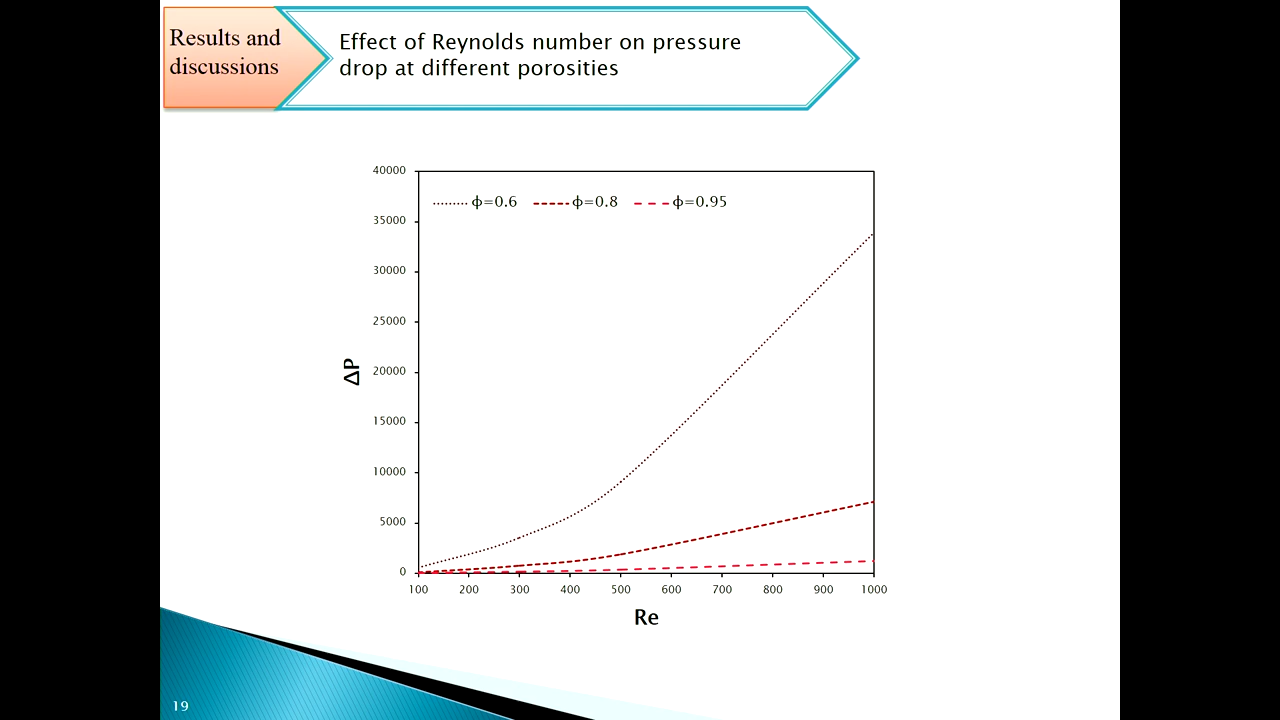 Results and
discussions
Effect of Reynolds number on pressure
drop at different porosities
40000
35000
30000
25000
20000
15000
10000
5000
0
ϕ=0.6 ϕ=0.8 ϕ=0.95
ΔP
100 200 300 400 500 600 700 800 900 1000
Re
19